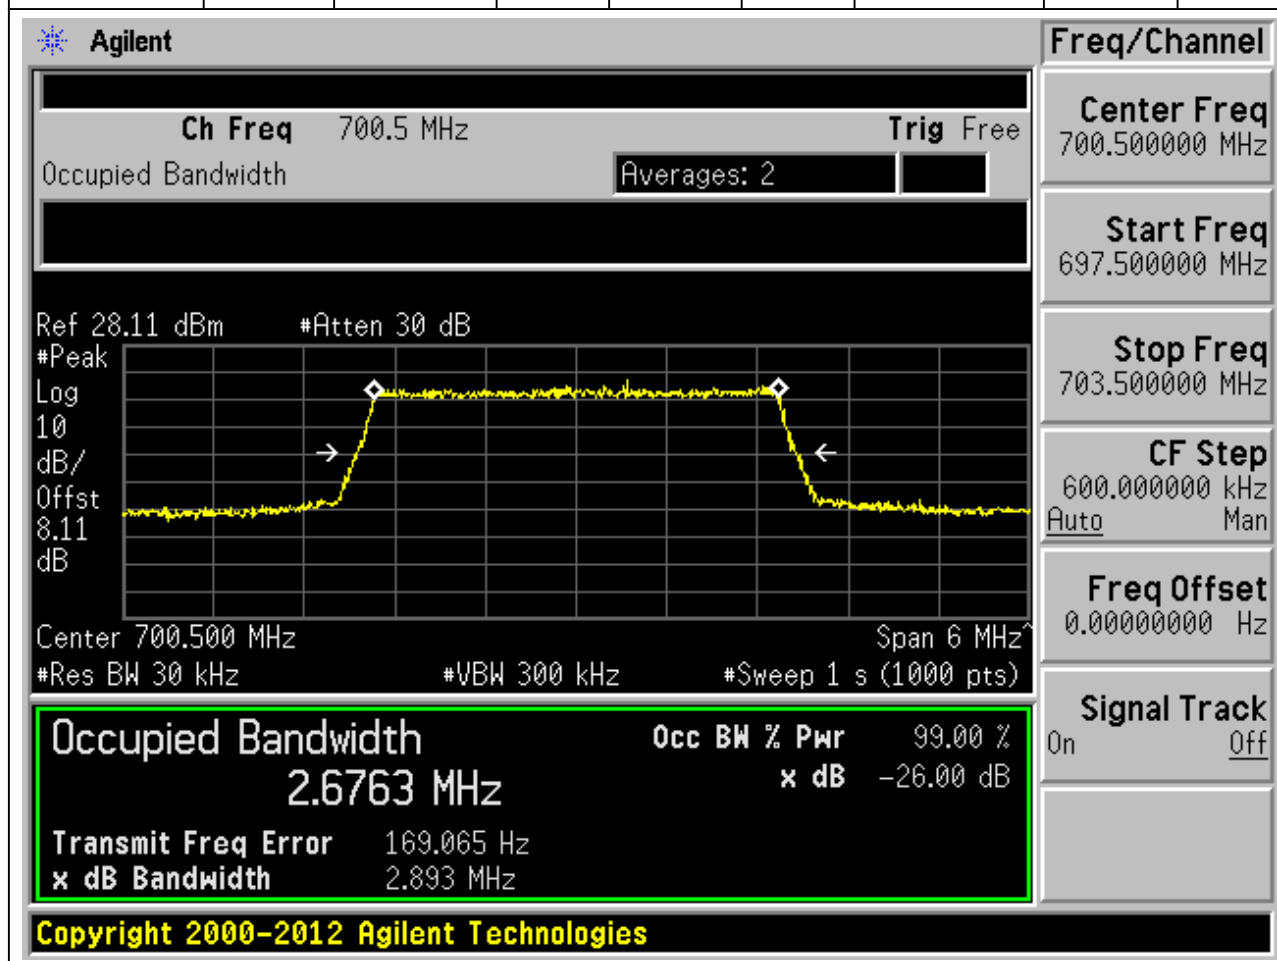 Agilent
Freq/Channel
Ch Freq 700.5 MHz Trig Free
Occupied Bandwidth Averages: 2
Center Freq
700.500000 MHz
Start Freq
697.500000 MHz
Stop Freq
703.500000 MHz
CF Step
600.000000 kHz
Auto Man
Freq Offset
0.00000000 Hz
Signal Track
On Off
Ref 28.11 dBm #Atten 30 dB
#Peak
Log
10
dB/
Offst
8.11
dB
Center 700.500 MHz Span 6 MHz^
#Res BW 30 kHz #VBW 300 kHz #Sweep 1 s (1000 pts)
Occupied Bandwidth Occ BW % Pwr 99.00 %
2.6763 MHz x dB -26.00 dB
Transmit Freq Error 169.065 Hz
x dB Bandwidth 2.893 MHz
Copyright 2000-2012 Agilent Technologies